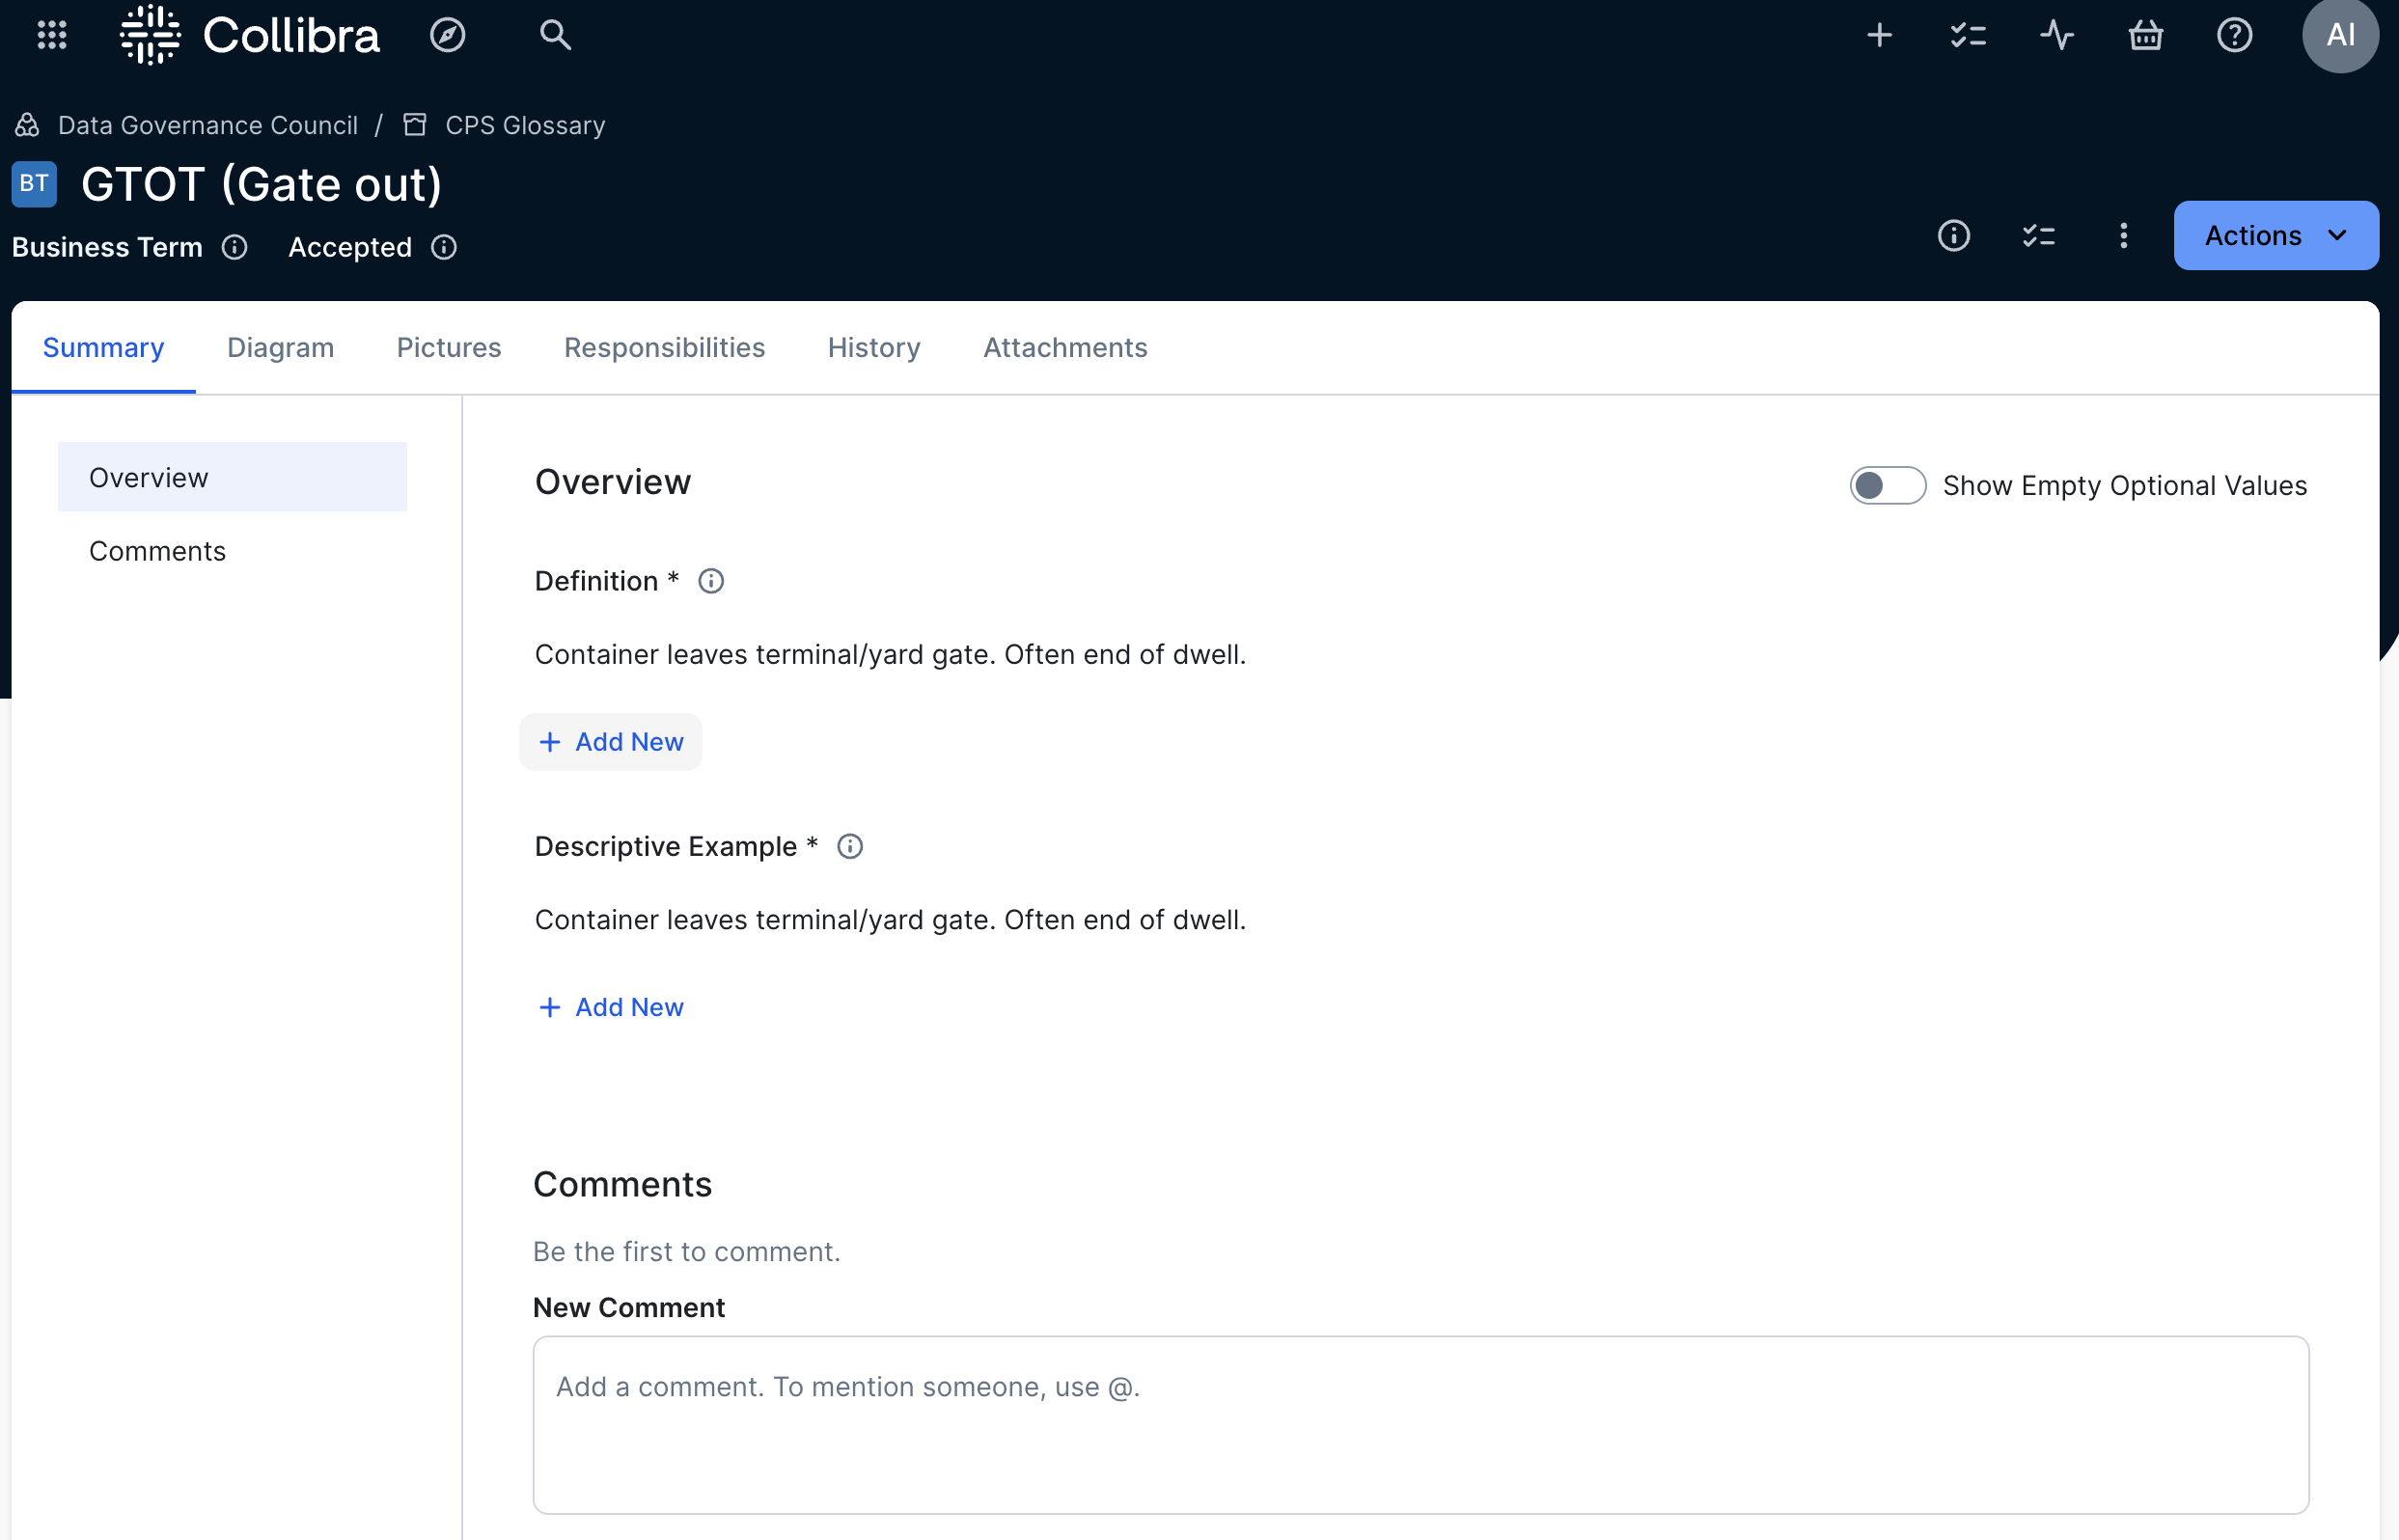 Collibra
AI
Data Governance Council / CPS Glossary
BT GTOT (Gate out)
Business Term Accepted
Actions
Summary Diagram Pictures Responsibilities History Attachments
Overview
Comments
Overview
Show Empty Optional Values
Definition *
Container leaves terminal/yard gate. Often end of dwell.
+ Add New
Descriptive Example *
Container leaves terminal/yard gate. Often end of dwell.
+ Add New
Comments
Be the first to comment.
New Comment
Add a comment. To mention someone, use @.